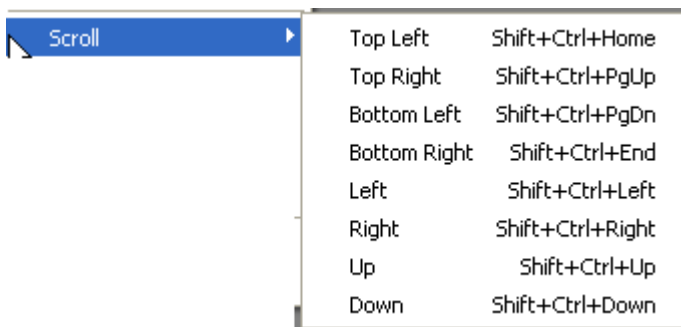 Scroll
Top Left Shift+Ctrl+Home
Top Right Shift+Ctrl+PgUp
Bottom Left Shift+Ctrl+PgDn
Bottom Right Shift+Ctrl+End
Left Shift+Ctrl+Left
Right Shift+Ctrl+Right
Up Shift+Ctrl+Up
Down Shift+Ctrl+Down